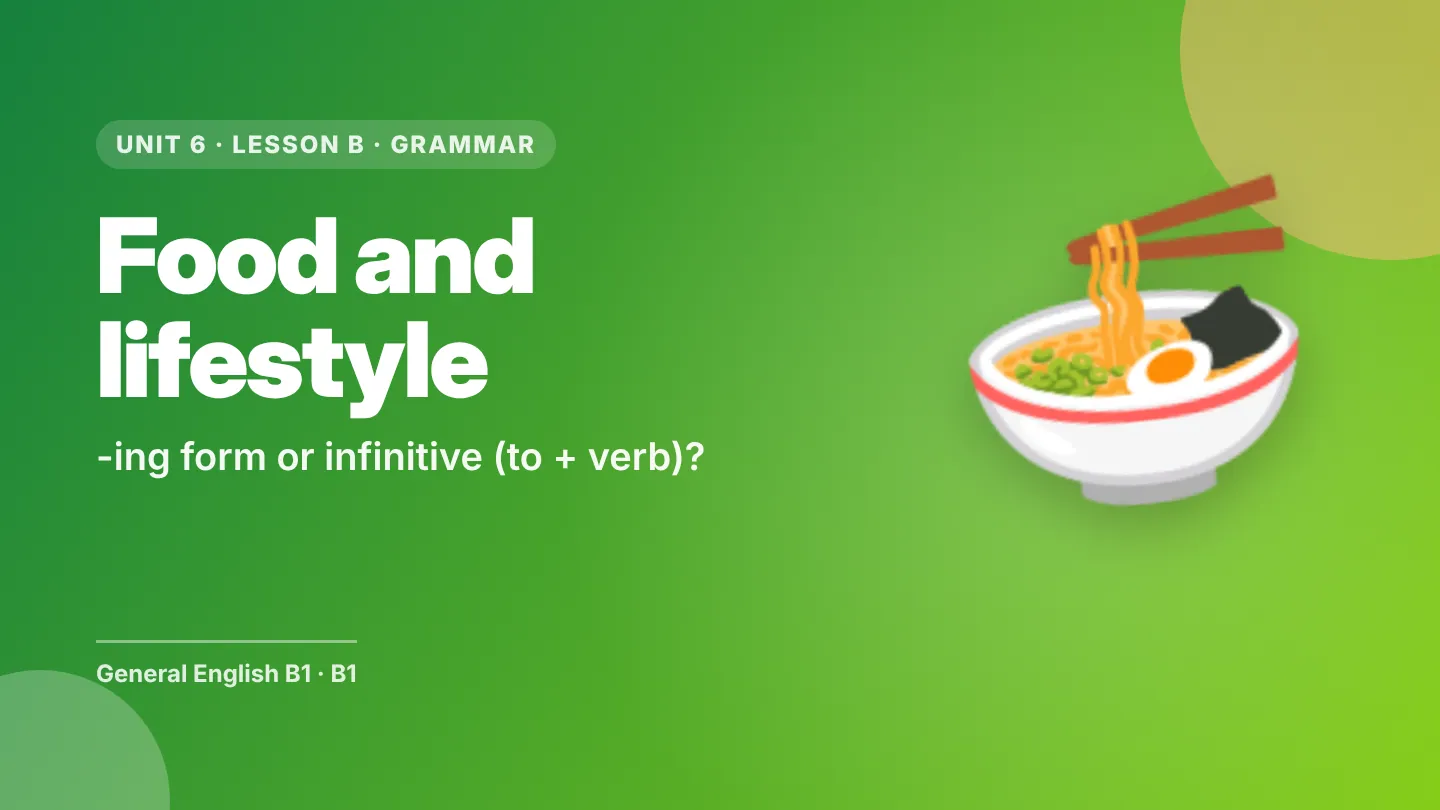 UNIT 6 · LESSON B · GRAMMAR
Food and
lifestyle
-ing form or infinitive (to + verb)?
General English B1 · B1